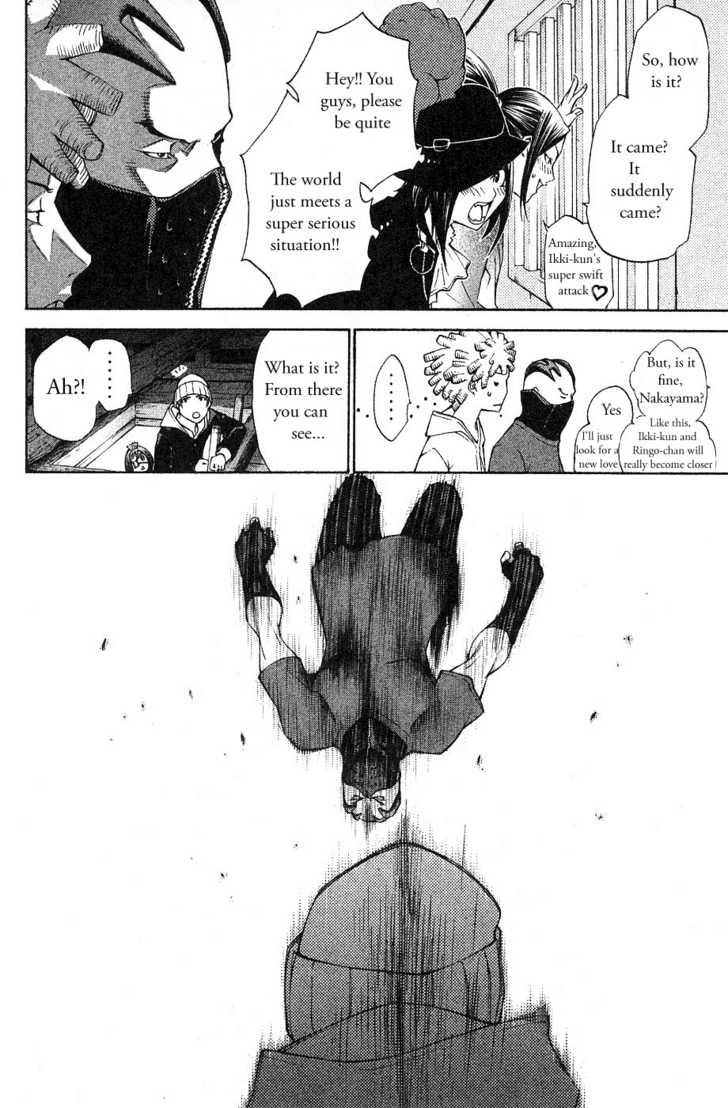 So, how
is it?
It came?
It
suddenly
came?
Amazing,
Ikki-kun's
super swift
attack
Hey!! You
guys, please
be quite
The world
just meets a
super serious
situation!!
But, is it
fine,
Nakayama?
Like this,
Ikki-kun and
Ringo-chan will
really become closer
Yes
I'll just
look for a
new love
What is it?
From there
you can
see...
Ah?!